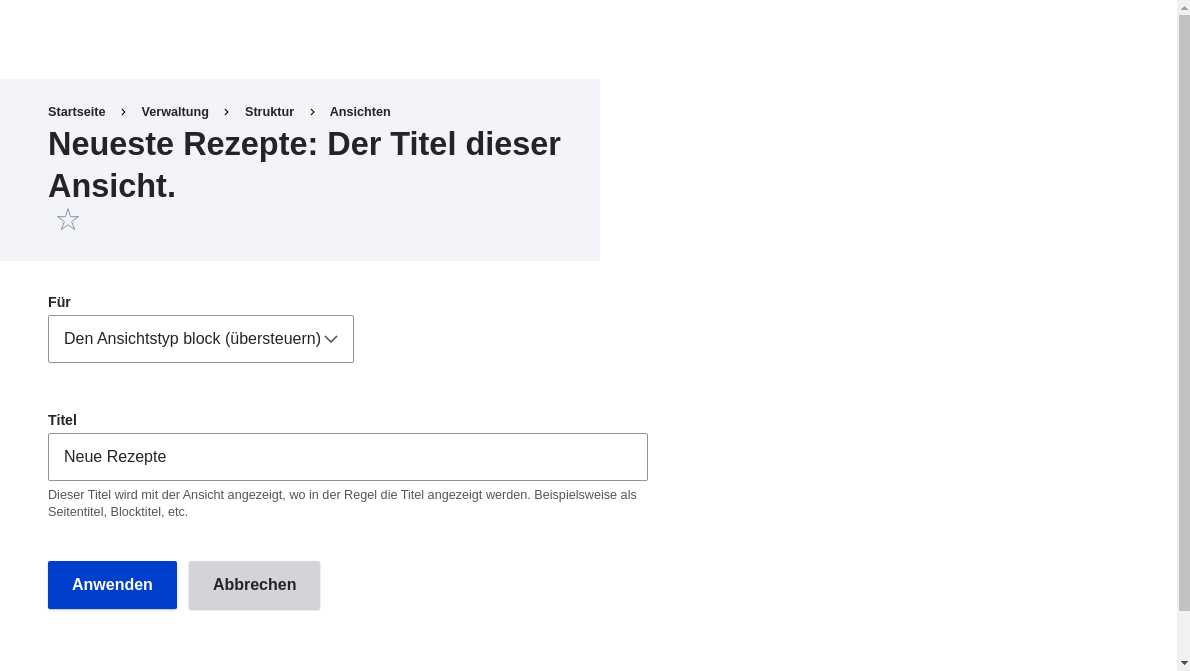 Startseite › Verwaltung › Struktur › Ansichten
Neueste Rezepte: Der Titel dieser
Ansicht.
Für
Den Ansichtstyp block (übersteuern)
Titel
Neue Rezepte
Dieser Titel wird mit der Ansicht angezeigt, wo in der Regel die Titel angezeigt werden. Beispielsweise als
Seitentitel, Blocktitel, etc.
Anwenden Abbrechen